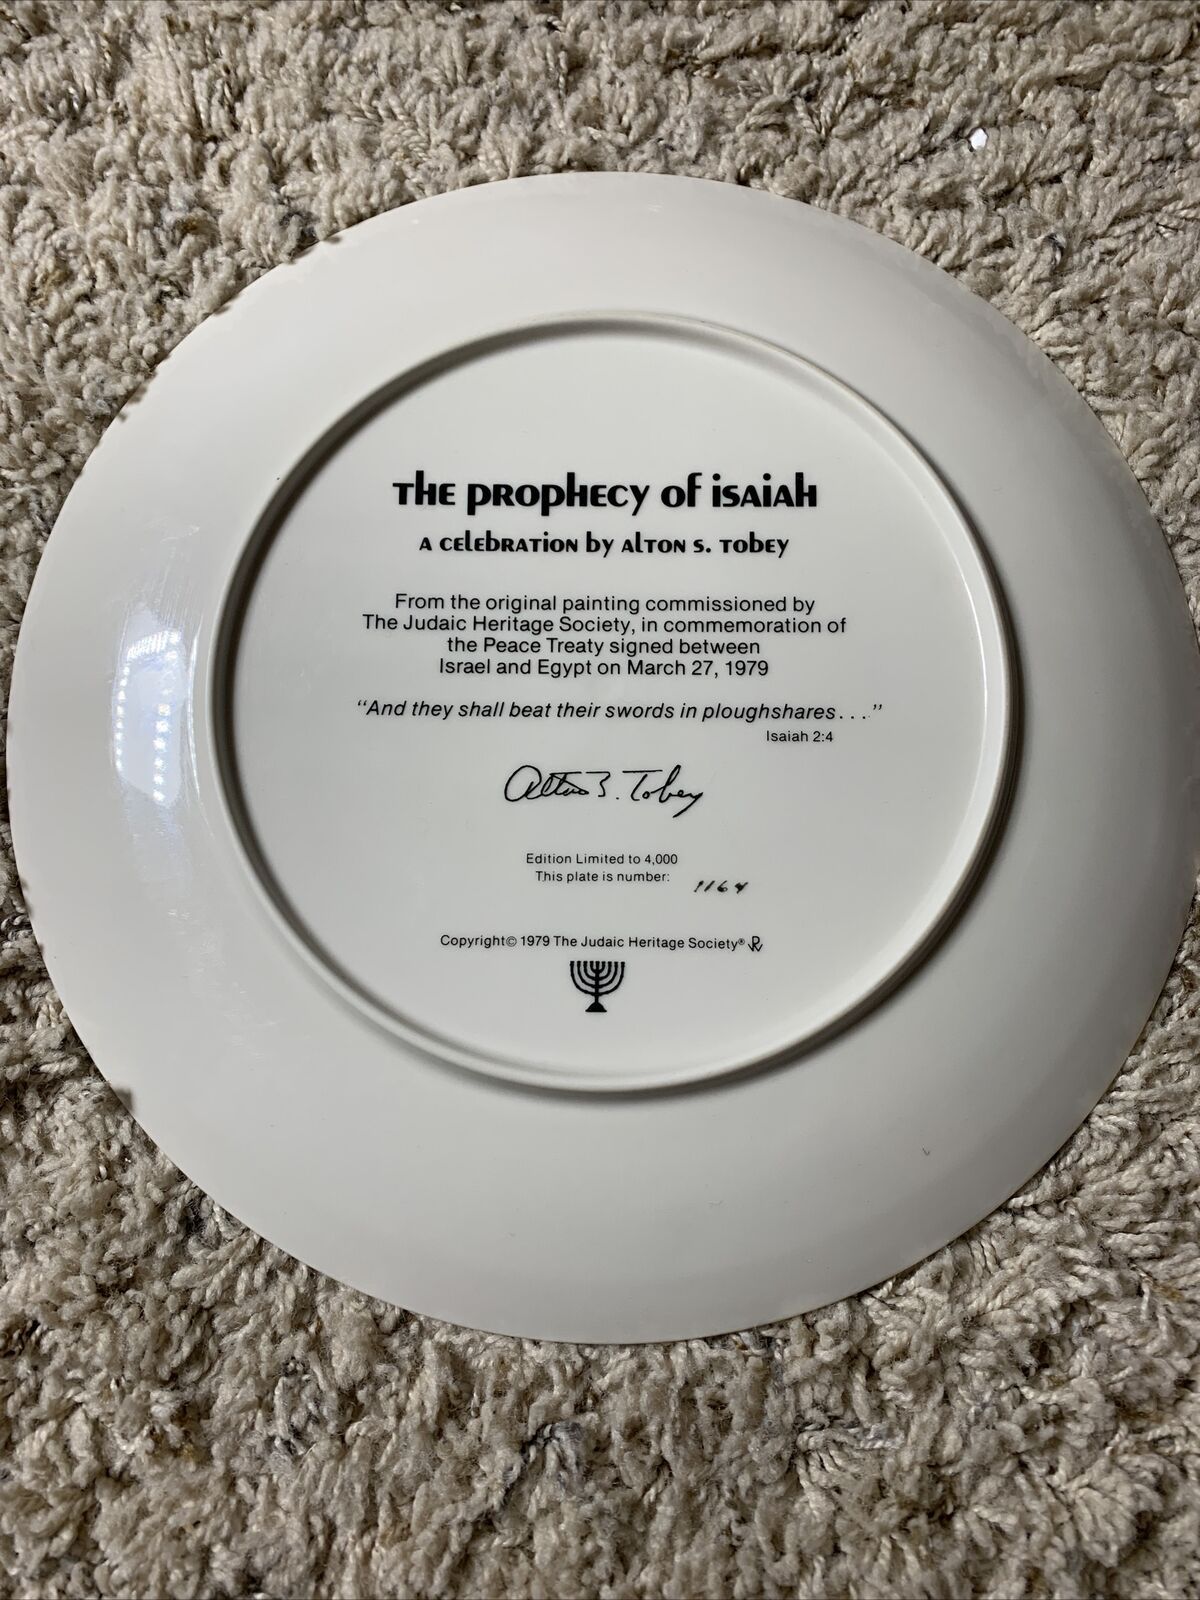 THE PROPHECY OF ISAIAH
A CELEBRATION BY ALTON S. TOBEY
From the original painting commissioned by
The Judaic Heritage Society, in commemoration of
the Peace Treaty signed between
Israel and Egypt on March 27, 1979
“And they shall beat their swords in ploughshares...”
Isaiah 2:4
Alton S. Tobey
Edition Limited to 4,000
This plate is number: 1164
Copyright© 1979 The Judaic Heritage Society®